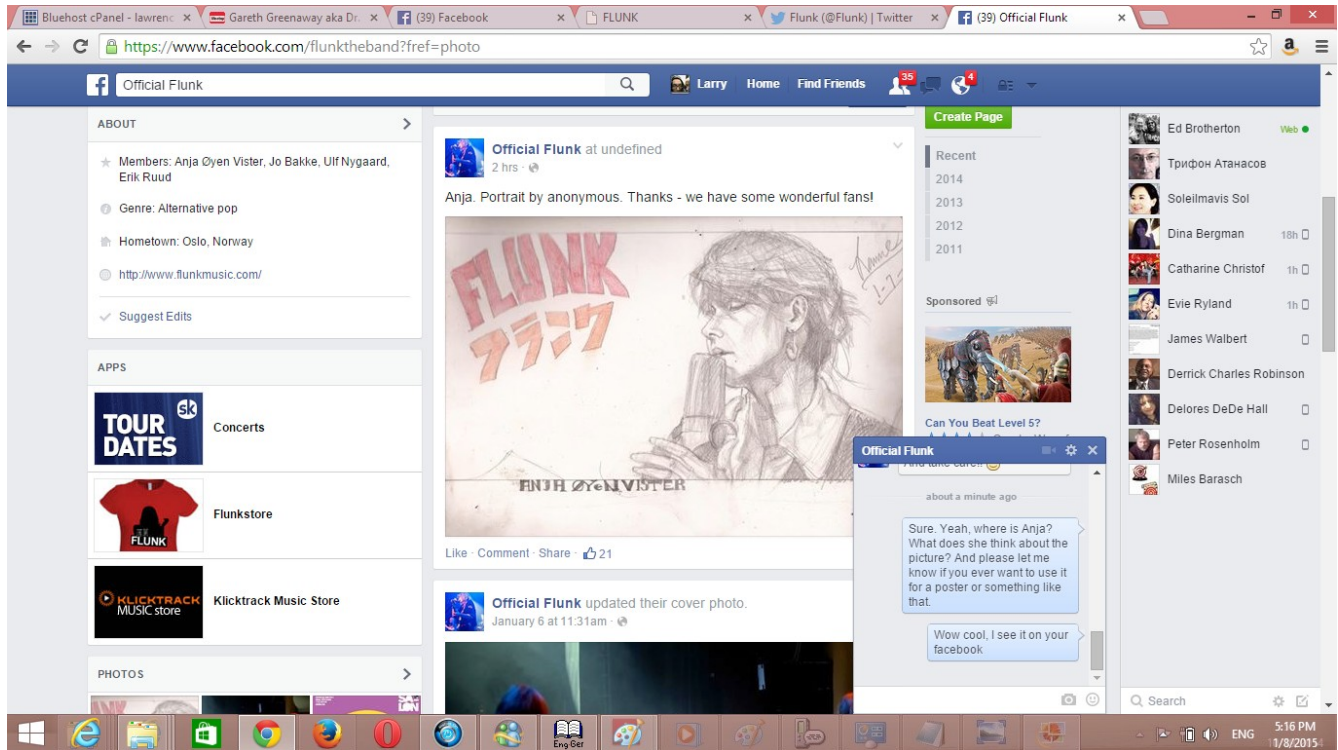 Bluehost cPanel - lawrenc
Gareth Greenaway aka Dr.
(39) Facebook
FLUNK
Flunk (@Flunk) | Twitter
(39) Official Flunk
https://www.facebook.com/flunktheband?fref=photo
Official Flunk
Larry
Home
Find Friends
35
4
ABOUT
Members: Anja Øyen Vister, Jo Bakke, Ulf Nygaard,
Erik Ruud
Genre: Alternative pop
Hometown: Oslo, Norway
http://www.flunkmusic.com/
Suggest Edits
APPS
TOUR
DATES
sk
Concerts
FLUNK
Flunkstore
KLICKTRACK
MUSIC store
Klicktrack Music Store
PHOTOS
Official Flunk at undefined
2 hrs ·
Anja. Portrait by anonymous. Thanks - we have some wonderful fans!
FLUNK
フランク
ANJA ØYeNVISTER
Like · Comment · Share · 21
Official Flunk updated their cover photo.
January 6 at 11:31am ·
Create Page
Recent
2014
2013
2012
2011
Sponsored
Can You Beat Level 5?
Official Flunk
And take care!!
about a minute ago
Sure. Yeah, where is Anja?
What does she think about the
picture? And please let me
know if you ever want to use it
for a poster or something like
that.
Wow cool, I see it on your
facebook
Ed Brotherton Web
Трифон Атанасов
Soleilmavis Sol
Dina Bergman 18h
Catharine Christof 1h
Evie Ryland 1h
James Walbert
Derrick Charles Robinson
Delores DeDe Hall
Peter Rosenholm
Miles Barasch
Search
Eng-Ger
ENG
5:16 PM
1/8/2015